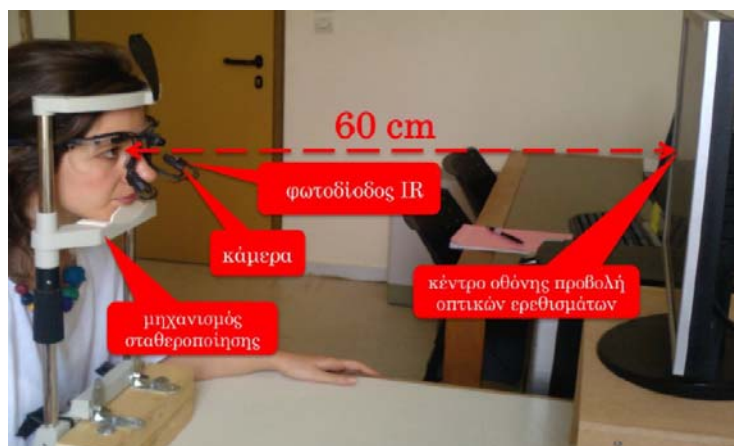 60 cm
φωτοδίοδος IR
κάμερα
κέντρο οθόνης προβολή
οπτικών ερεθισμάτων
μηχανισμός
σταθεροποίησης